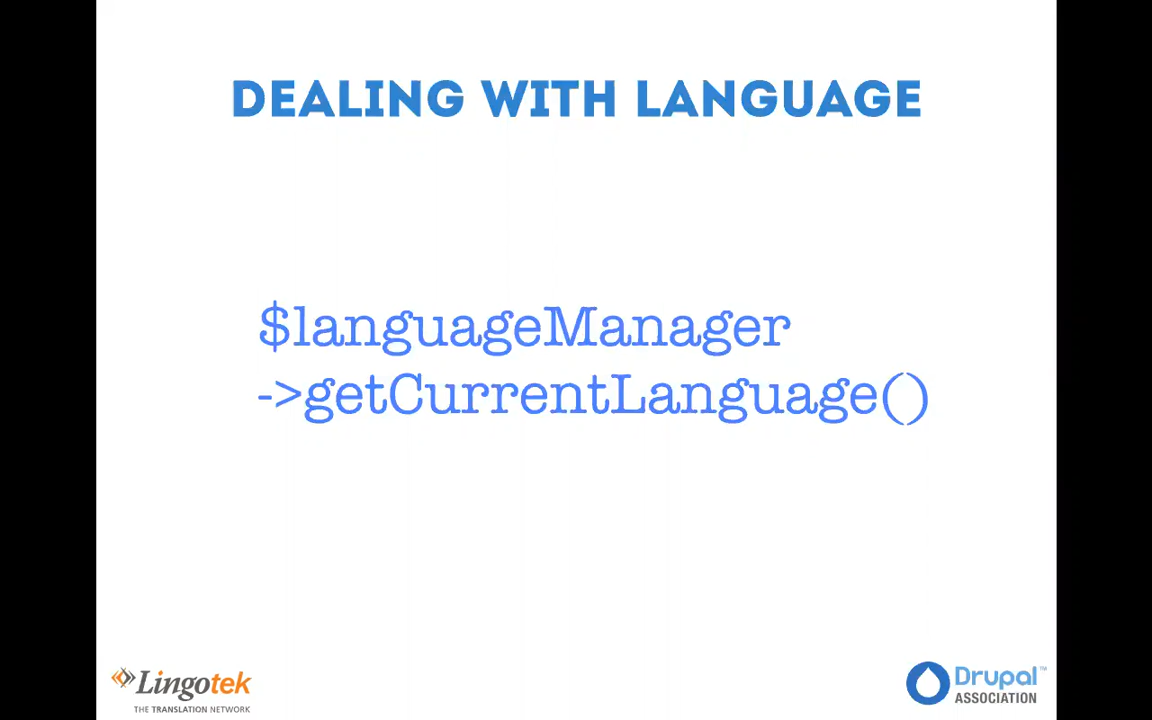 DEALING WITH LANGUAGE
$languageManager
->getCurrentLanguage()
Lingotek
THE TRANSLATION NETWORK
Drupal™
ASSOCIATION